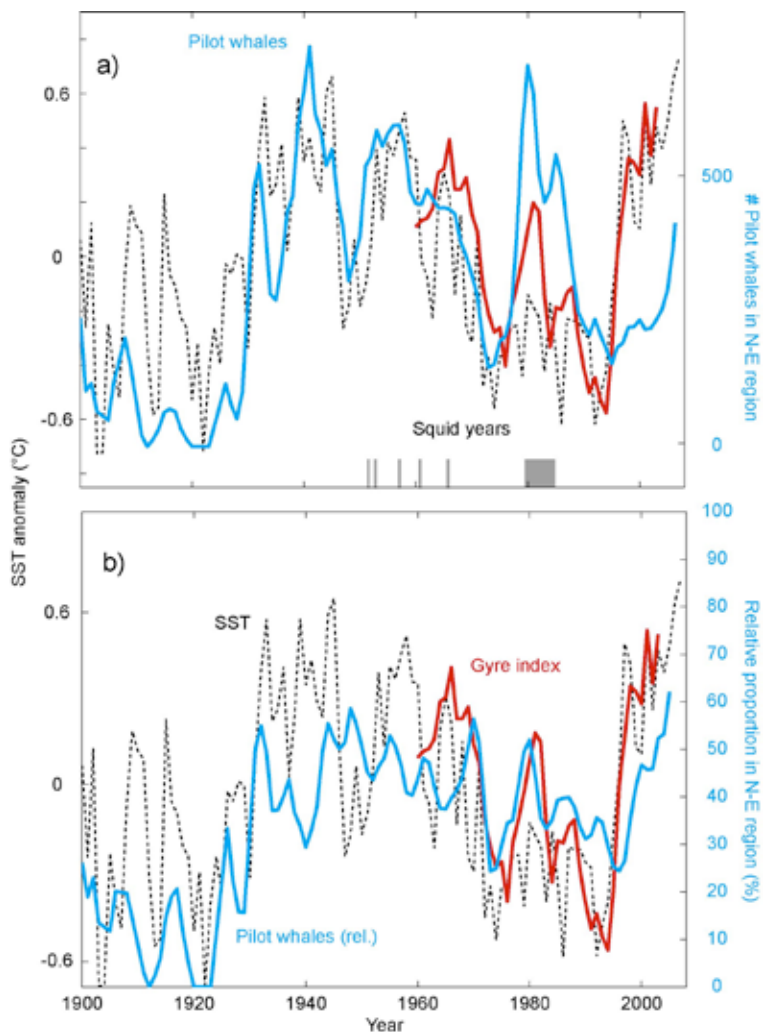 Pilot whales
a)
0.6
0
-0.6
500
0
# Pilot whales in N-E region
Squid years
SST anomaly (°C)
b)
SST
Gyre index
Pilot whales (rel.)
0.6
0
-0.6
100
90
80
70
60
50
40
30
20
10
0
Relative proportion in N-E region (%)
1900 1920 1940 1960 1980 2000
Year